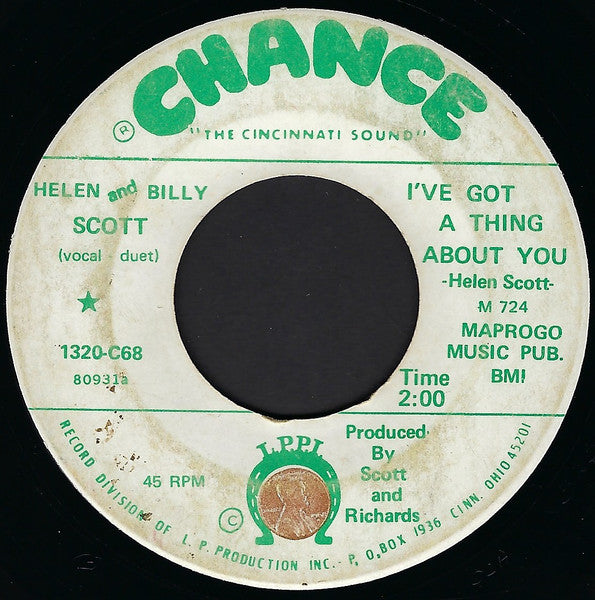 CHANCE
®
"THE CINCINNATI SOUND"
HELEN and BILLY
SCOTT
(vocal duet)
★
1320-C68
80931a
I'VE GOT
A THING
ABOUT YOU
-Helen Scott-
M 724
MAPROGO
MUSIC PUB.
BMI
Time
2:00
L.P.P.I.
45 RPM
©
Produced
By
Scott
and
Richards
RECORD DIVISION OF L. P. PRODUCTION INC. P. O, BOX 1936 CINN. OHIO 45201